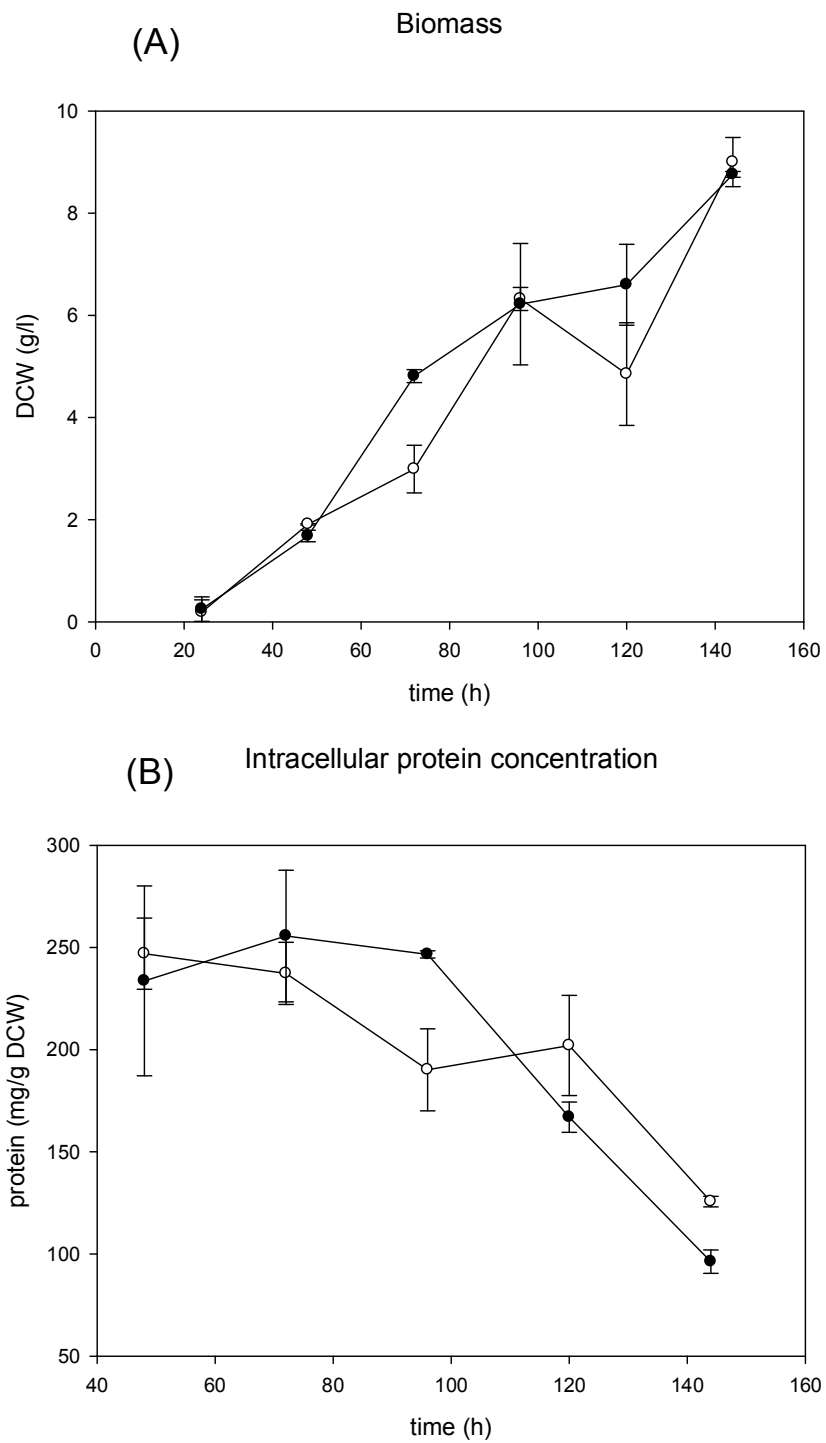 (A)
Biomass
10
8
6
4
2
0
DCW (g/l)
0 20 40 60 80 100 120 140 160
time (h)
(B)
Intracellular protein concentration
300
250
200
150
100
50
protein (mg/g DCW)
40 60 80 100 120 140 160
time (h)